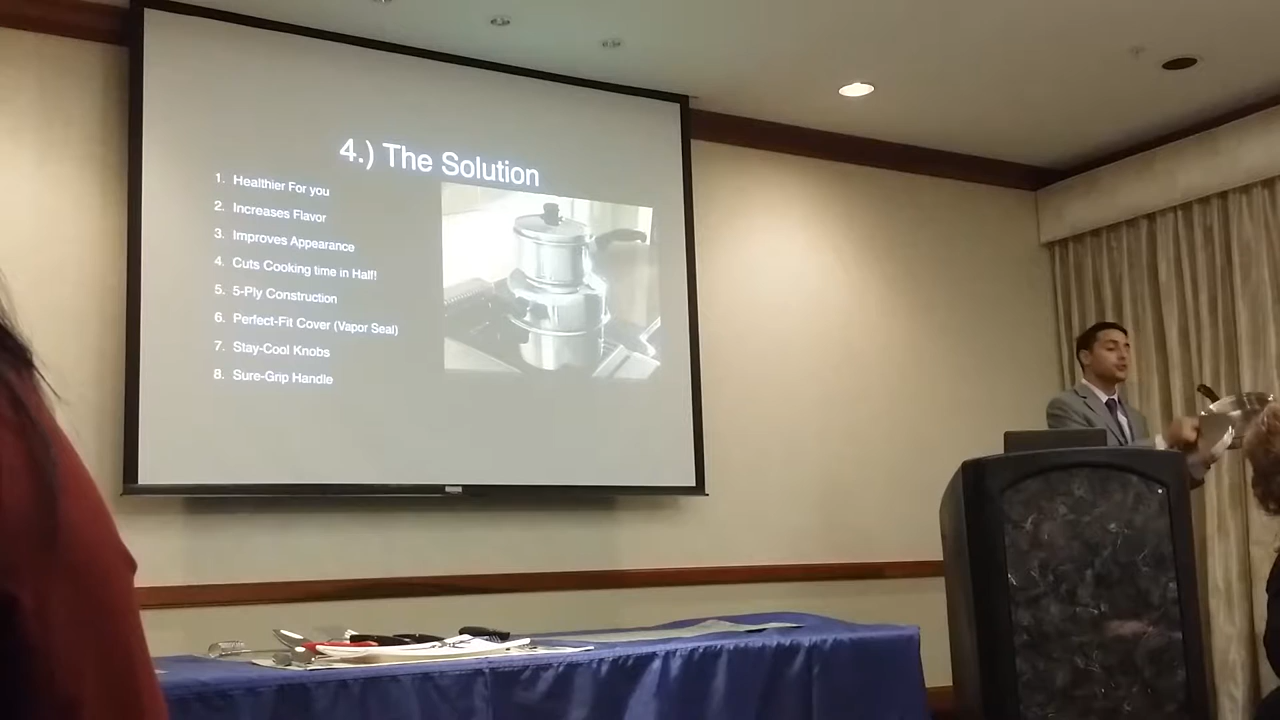 4.) The Solution
1. Healthier For you
2. Increases Flavor
3. Improves Appearance
4. Cuts Cooking time in Half!
5. 5-Ply Construction
6. Perfect-Fit Cover (Vapor Seal)
7. Stay-Cool Knobs
8. Sure-Grip Handle